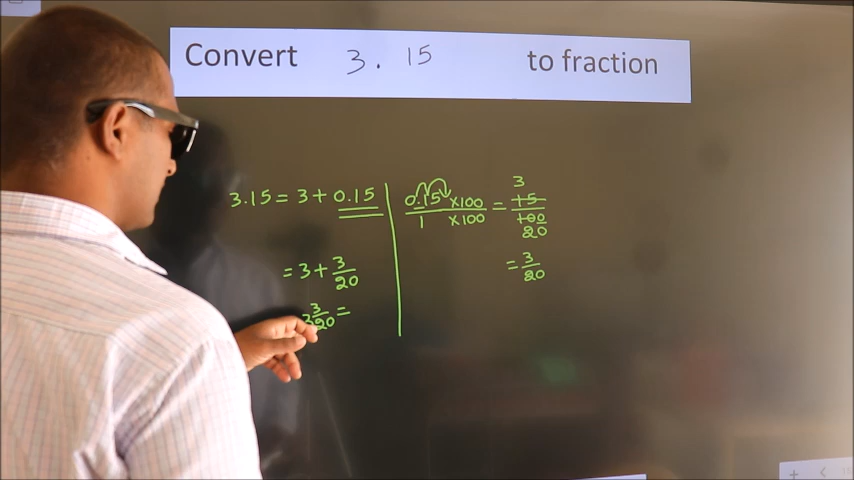 Convert 3.15 to fraction
3.15 = 3 + 0.15
= 3 + 3/20
3 3/20 =
0.15/1 ×100/×100 = 3 15/100 20
= 3/20